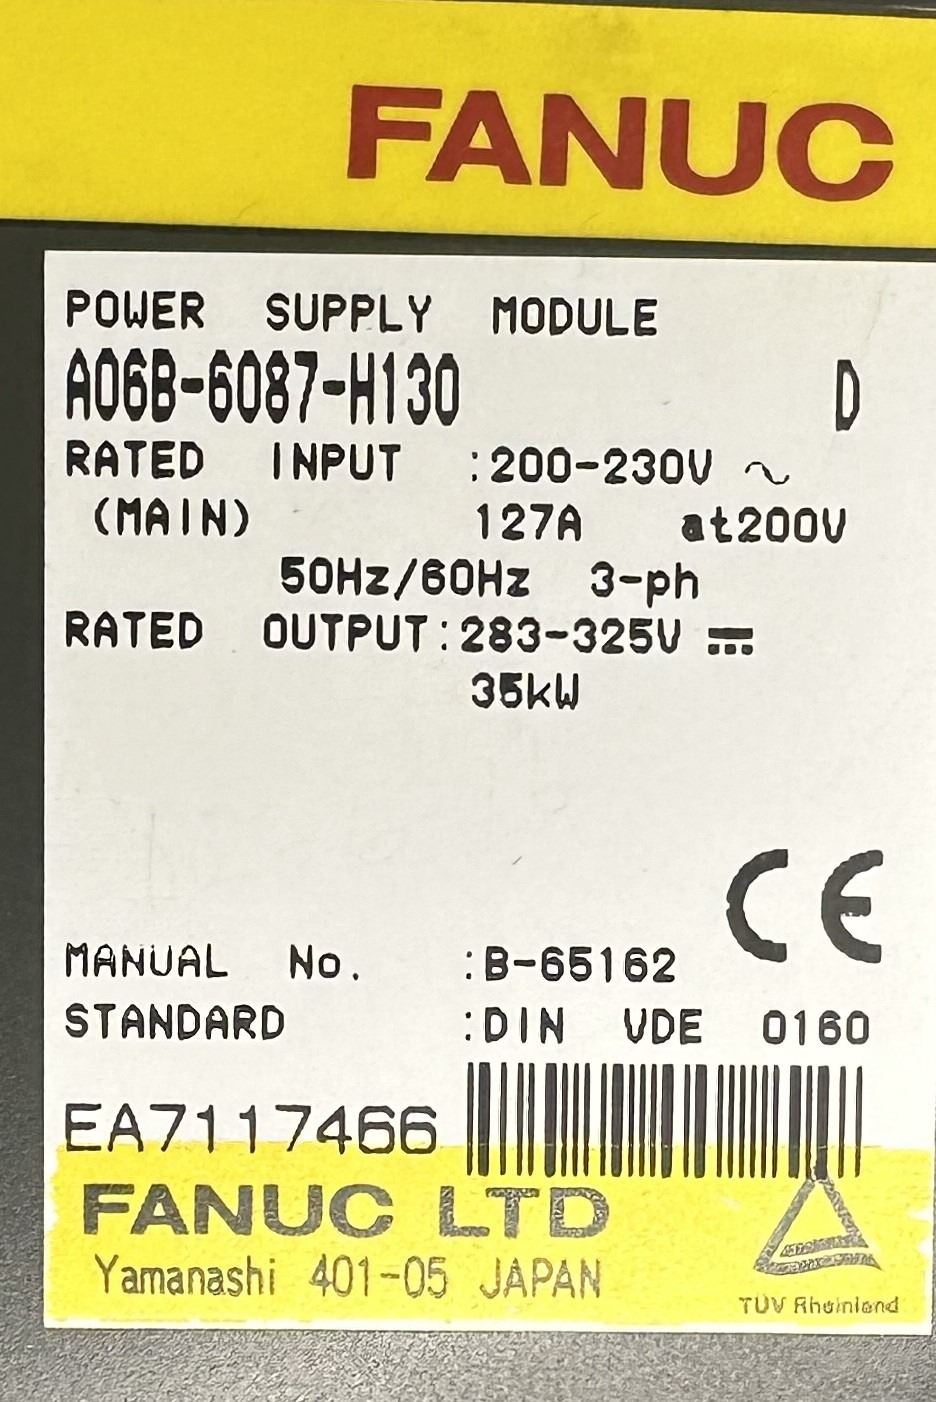 FANUC
POWER SUPPLY MODULE
A06B-6087-H130 D
RATED INPUT :200-230V ~
(MAIN) 127A at200V
50Hz/60Hz 3-ph
RATED OUTPUT:283-325V ⎓
35kW
CE
MANUAL No. :B-65162
STANDARD :DIN VDE 0160
EA7117466
FANUC LTD
Yamanashi 401-05 JAPAN
TÜV Rheinland